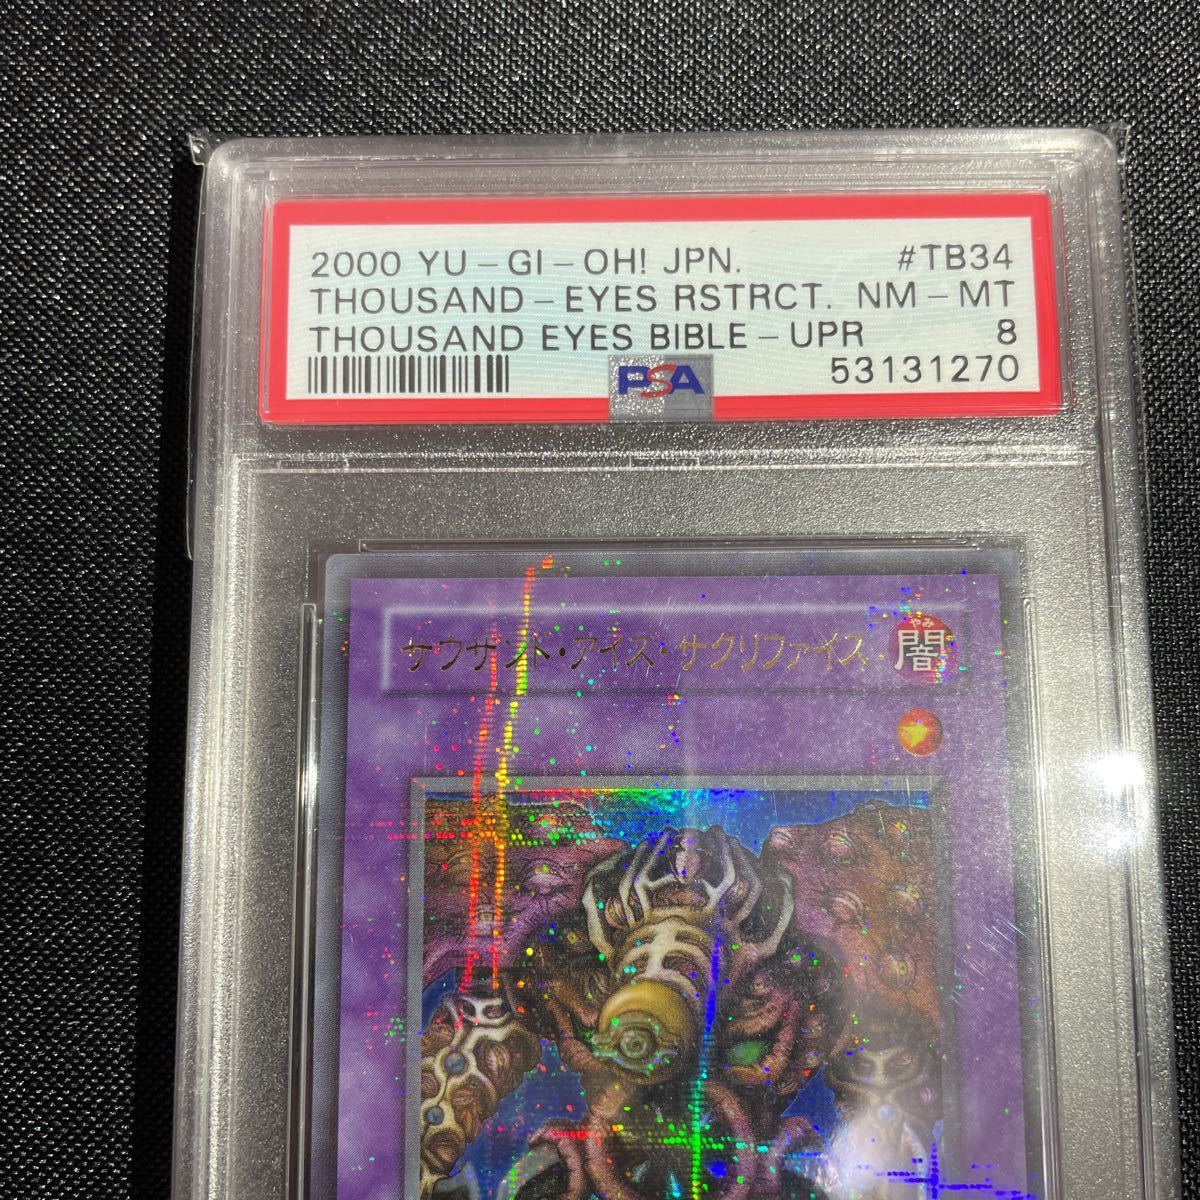 2000 YU-GI-OH! JPN. #TB34
THOUSAND-EYES RSTRCT. NM-MT
THOUSAND EYES BIBLE-UPR 8
PSA 53131270
サウザンド・アイズ・サクリファイス
やみ
闇